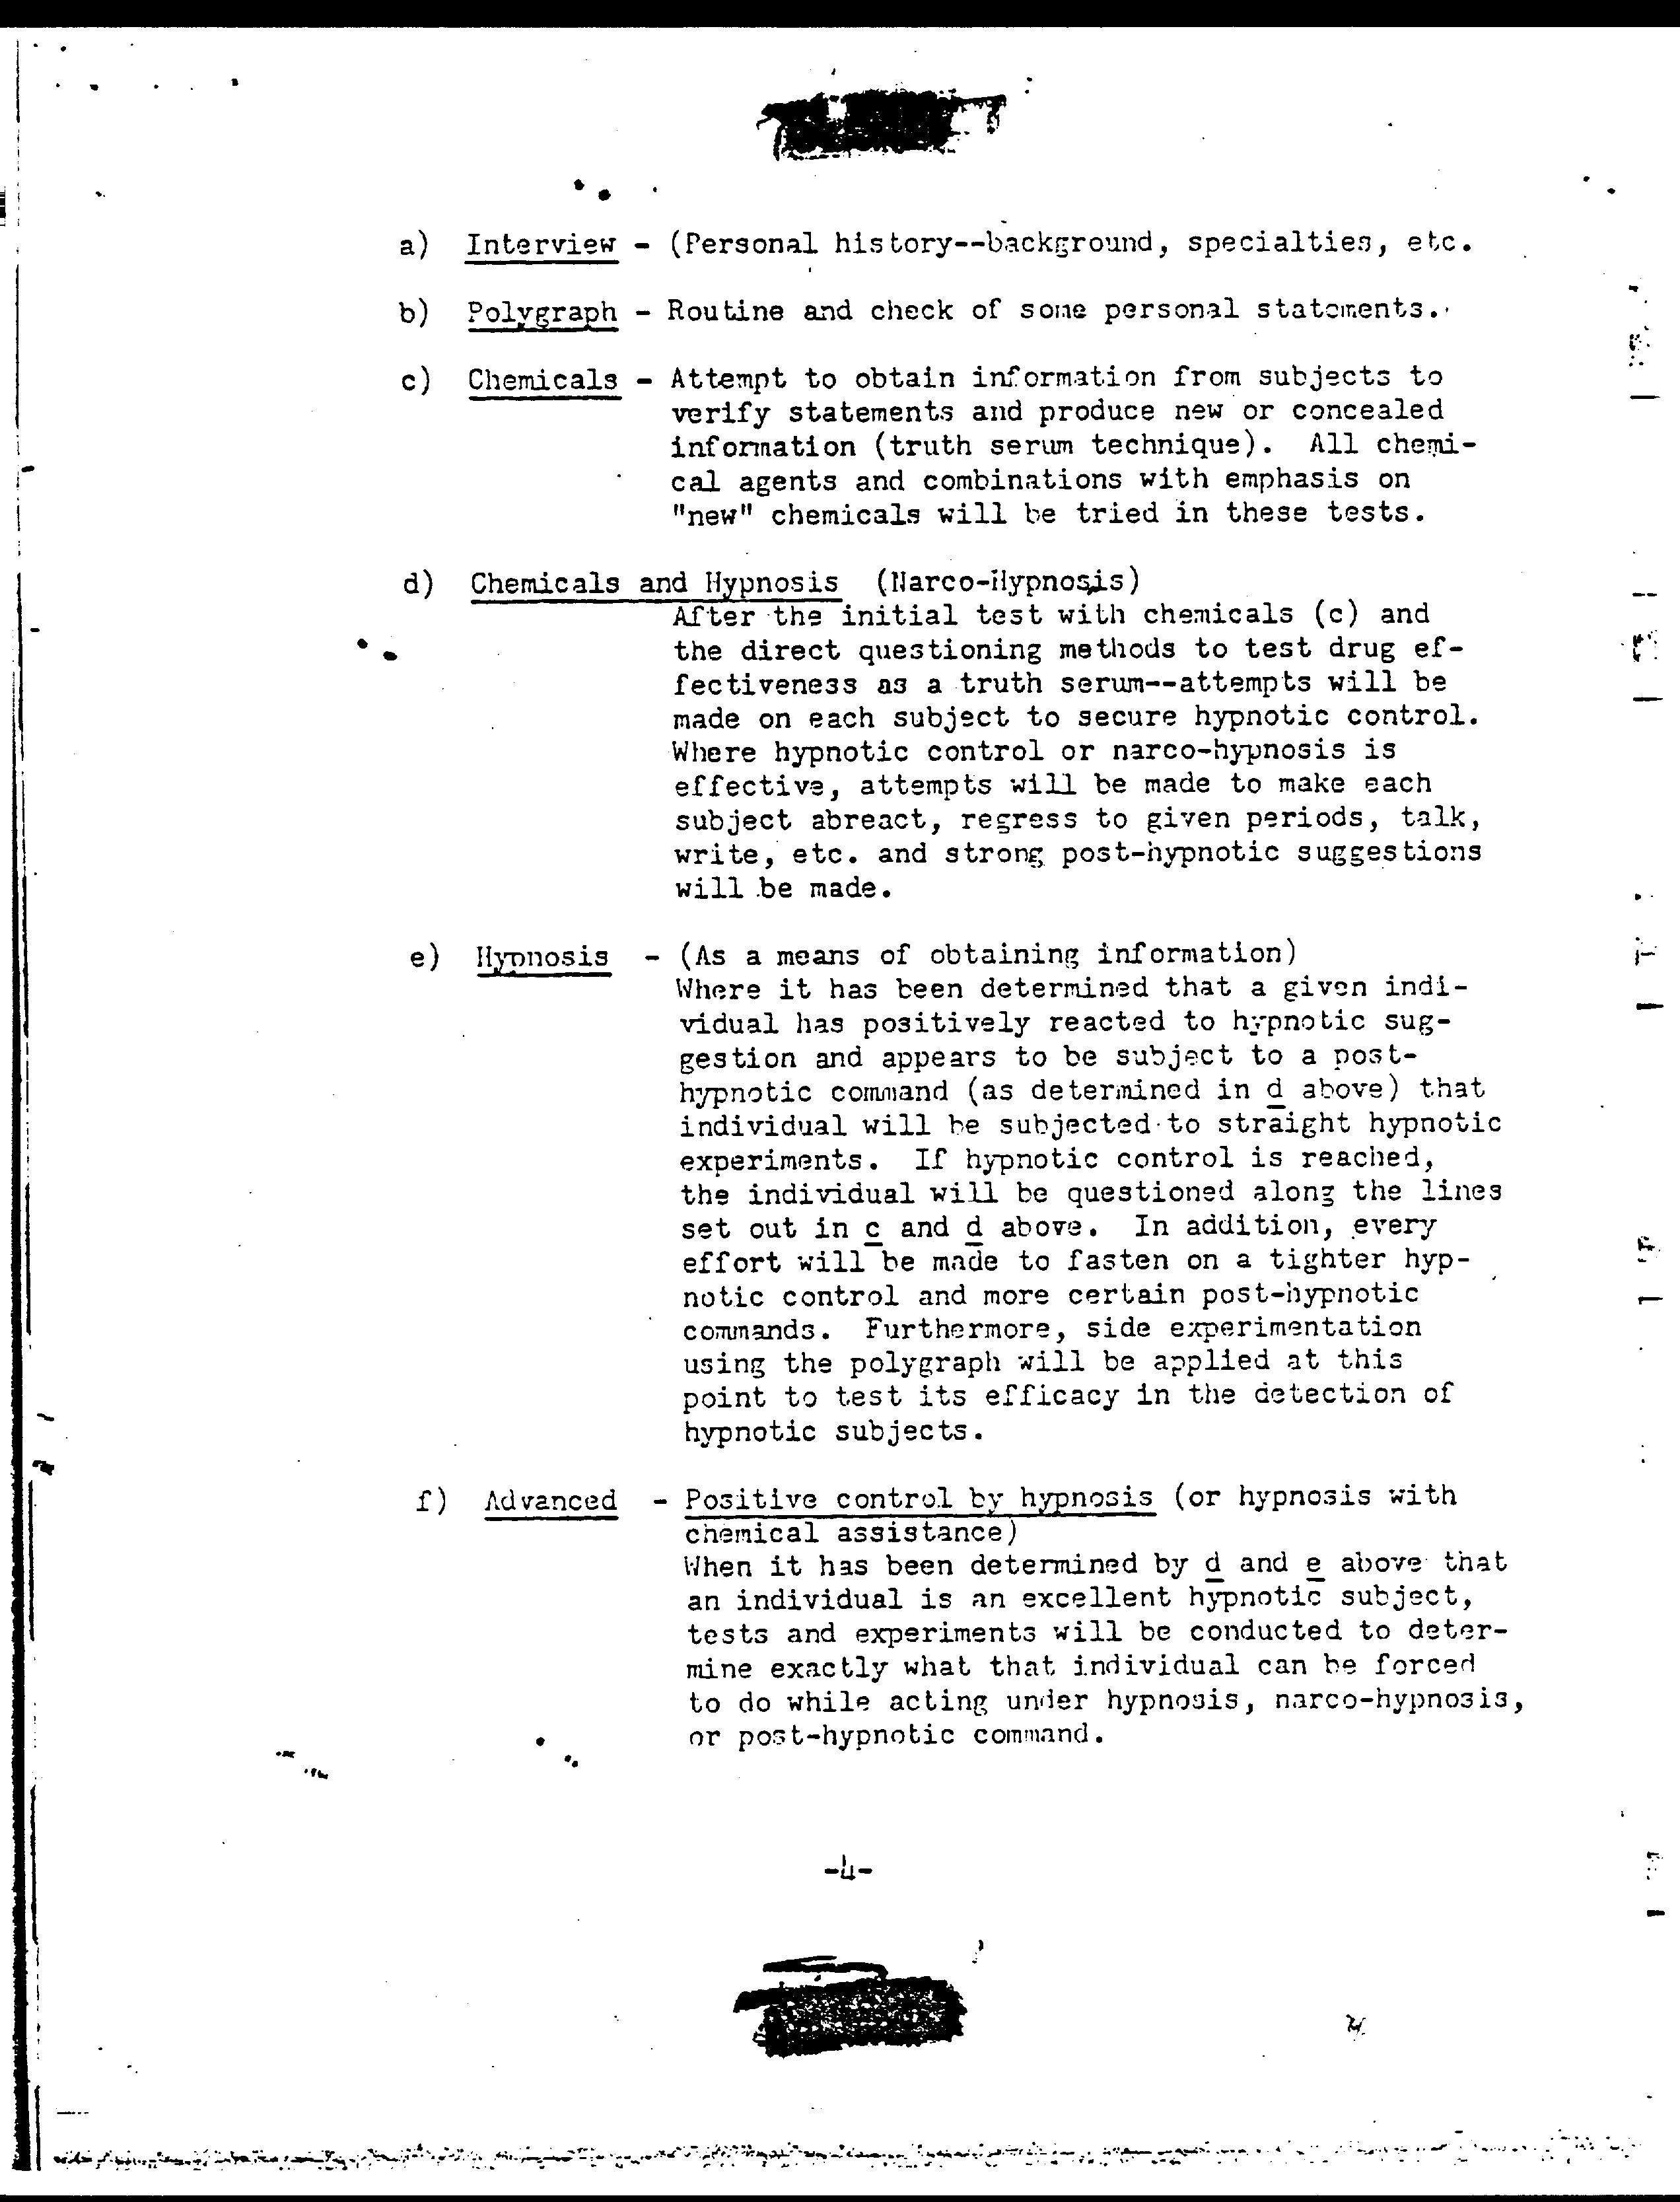 a) Interview - (Personal history--background, specialties, etc.
b) Polygraph - Routine and check of some personal statements.
c) Chemicals - Attempt to obtain information from subjects to
verify statements and produce new or concealed
information (truth serum technique). All chemi-
cal agents and combinations with emphasis on
"new" chemicals will be tried in these tests.
d) Chemicals and Hypnosis (Narco-Hypnosis)
After the initial test with chemicals (c) and
the direct questioning methods to test drug ef-
fectiveness as a truth serum--attempts will be
made on each subject to secure hypnotic control.
Where hypnotic control or narco-hypnosis is
effective, attempts will be made to make each
subject abreact, regress to given periods, talk,
write, etc. and strong post-hypnotic suggestions
will be made.
e) Hypnosis - (As a means of obtaining information)
Where it has been determined that a given indi-
vidual has positively reacted to hypnotic sug-
gestion and appears to be subject to a post-
hypnotic command (as determined in d above) that
individual will be subjected to straight hypnotic
experiments. If hypnotic control is reached,
the individual will be questioned along the lines
set out in c and d above. In addition, every
effort will be made to fasten on a tighter hyp-
notic control and more certain post-hypnotic
commands. Furthermore, side experimentation
using the polygraph will be applied at this
point to test its efficacy in the detection of
hypnotic subjects.
f) Advanced - Positive control by hypnosis (or hypnosis with
chemical assistance)
When it has been determined by d and e above that
an individual is an excellent hypnotic subject,
tests and experiments will be conducted to deter-
mine exactly what that individual can be forced
to do while acting under hypnosis, narco-hypnosis,
or post-hypnotic command.
-4-